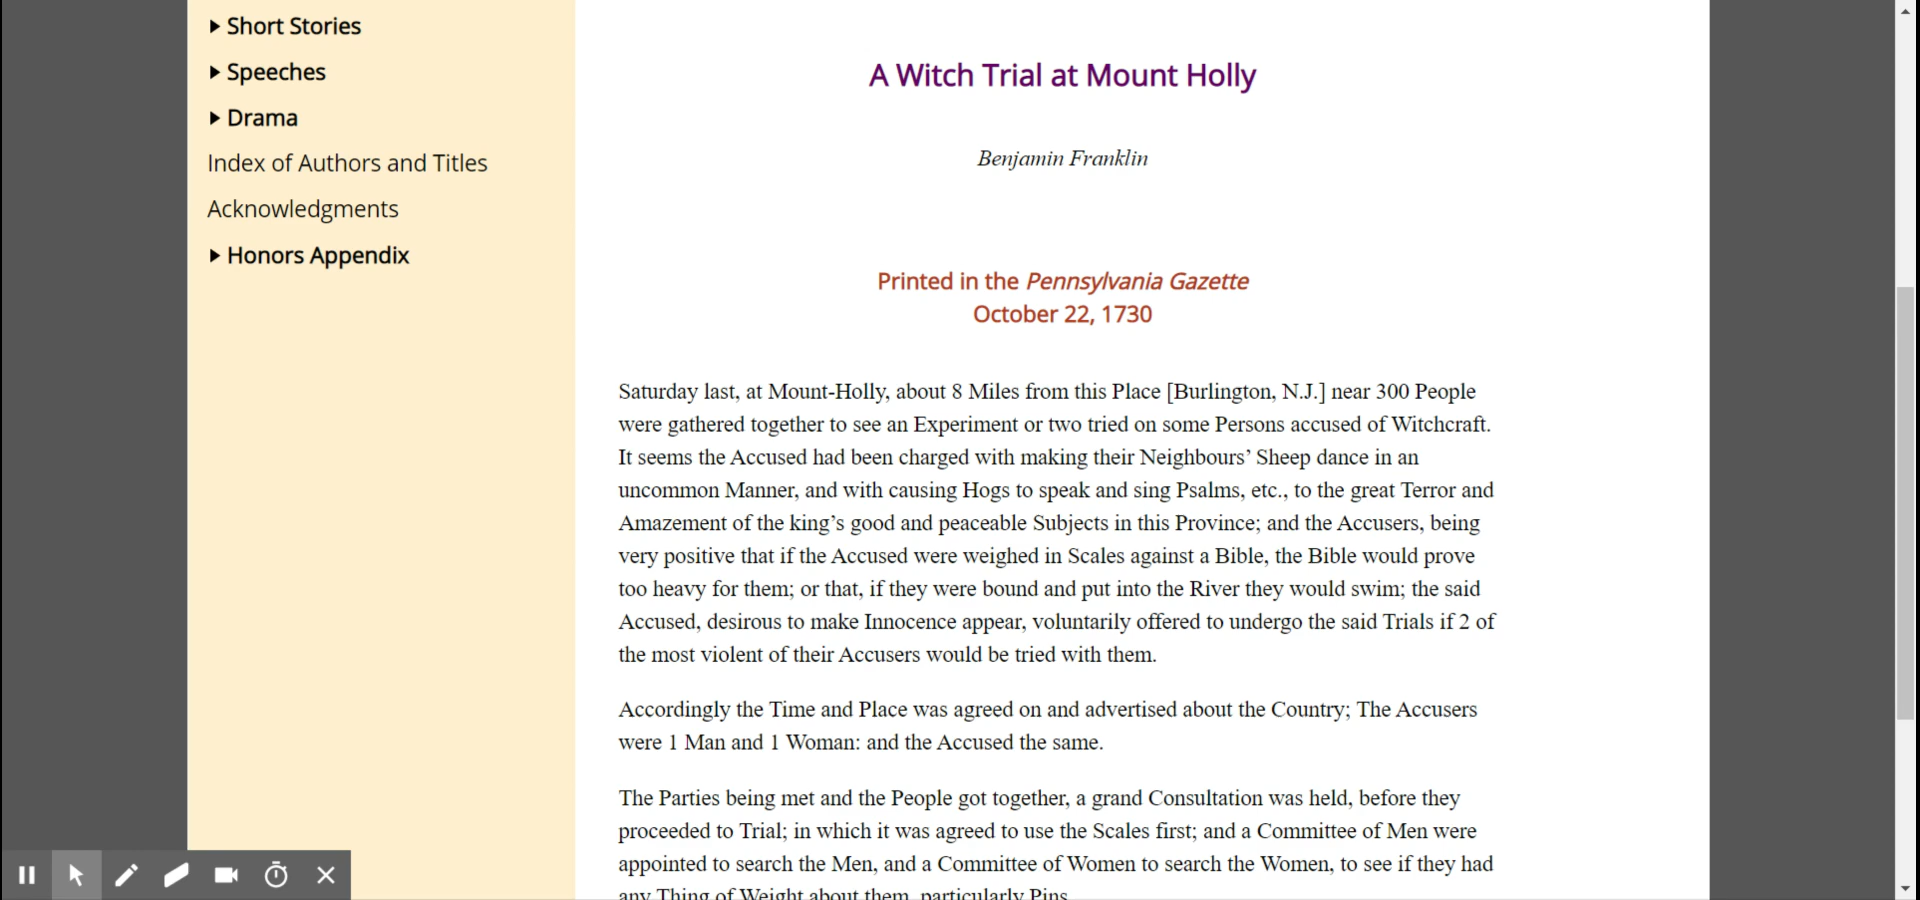 Short Stories
Speeches
Drama
Index of Authors and Titles
Acknowledgments
Honors Appendix
A Witch Trial at Mount Holly
Benjamin Franklin
Printed in the Pennsylvania Gazette
October 22, 1730
Saturday last, at Mount-Holly, about 8 Miles from this Place [Burlington, N.J.] near 300 People
were gathered together to see an Experiment or two tried on some Persons accused of Witchcraft.
It seems the Accused had been charged with making their Neighbours’ Sheep dance in an
uncommon Manner, and with causing Hogs to speak and sing Psalms, etc., to the great Terror and
Amazement of the king’s good and peaceable Subjects in this Province; and the Accusers, being
very positive that if the Accused were weighed in Scales against a Bible, the Bible would prove
too heavy for them; or that, if they were bound and put into the River they would swim; the said
Accused, desirous to make Innocence appear, voluntarily offered to undergo the said Trials if 2 of
the most violent of their Accusers would be tried with them.
Accordingly the Time and Place was agreed on and advertised about the Country; The Accusers
were 1 Man and 1 Woman: and the Accused the same.
The Parties being met and the People got together, a grand Consultation was held, before they
proceeded to Trial; in which it was agreed to use the Scales first; and a Committee of Men were
appointed to search the Men, and a Committee of Women to search the Women, to see if they had
any Thing of Weight about them, particularly Pins.